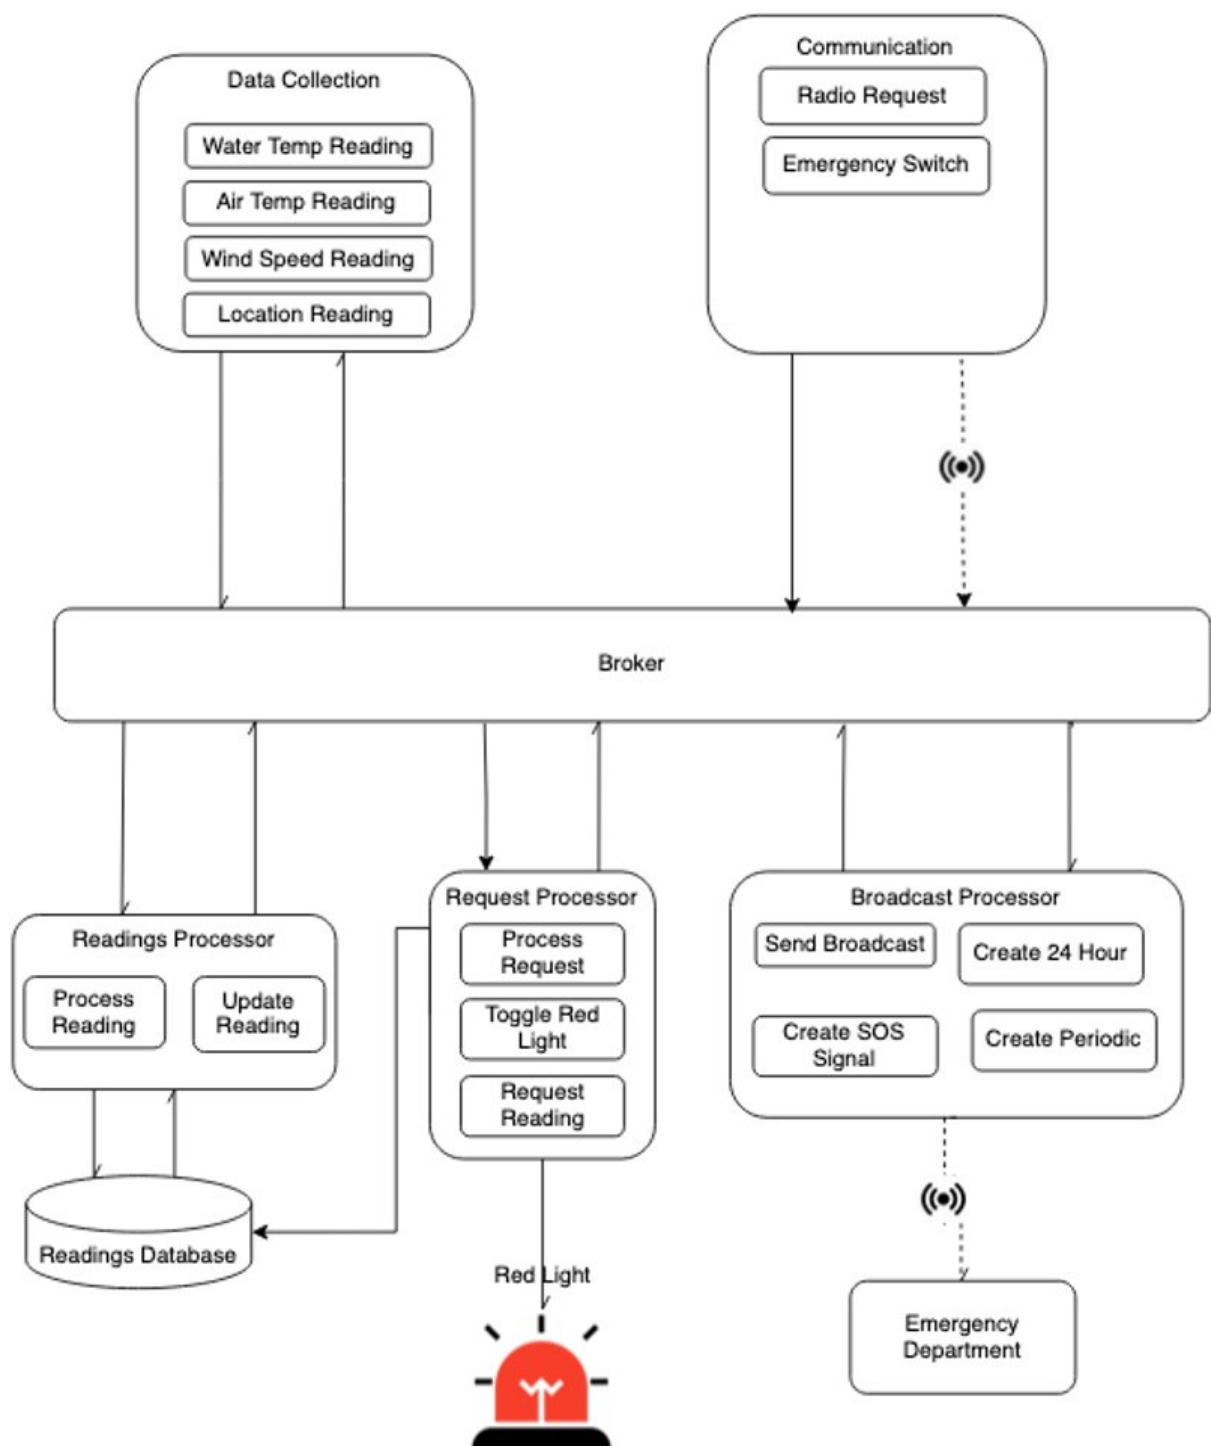 Communication
Radio Request
Emergency Switch
Data Collection
Water Temp Reading
Air Temp Reading
Wind Speed Reading
Location Reading
Broker
Readings Processor
Process
Reading
Update
Reading
Readings Database
Request Processor
Process
Request
Toggle Red
Light
Request
Reading
Red Light
Broadcast Processor
Send Broadcast
Create 24 Hour
Create SOS
Signal
Create Periodic
Emergency
Department